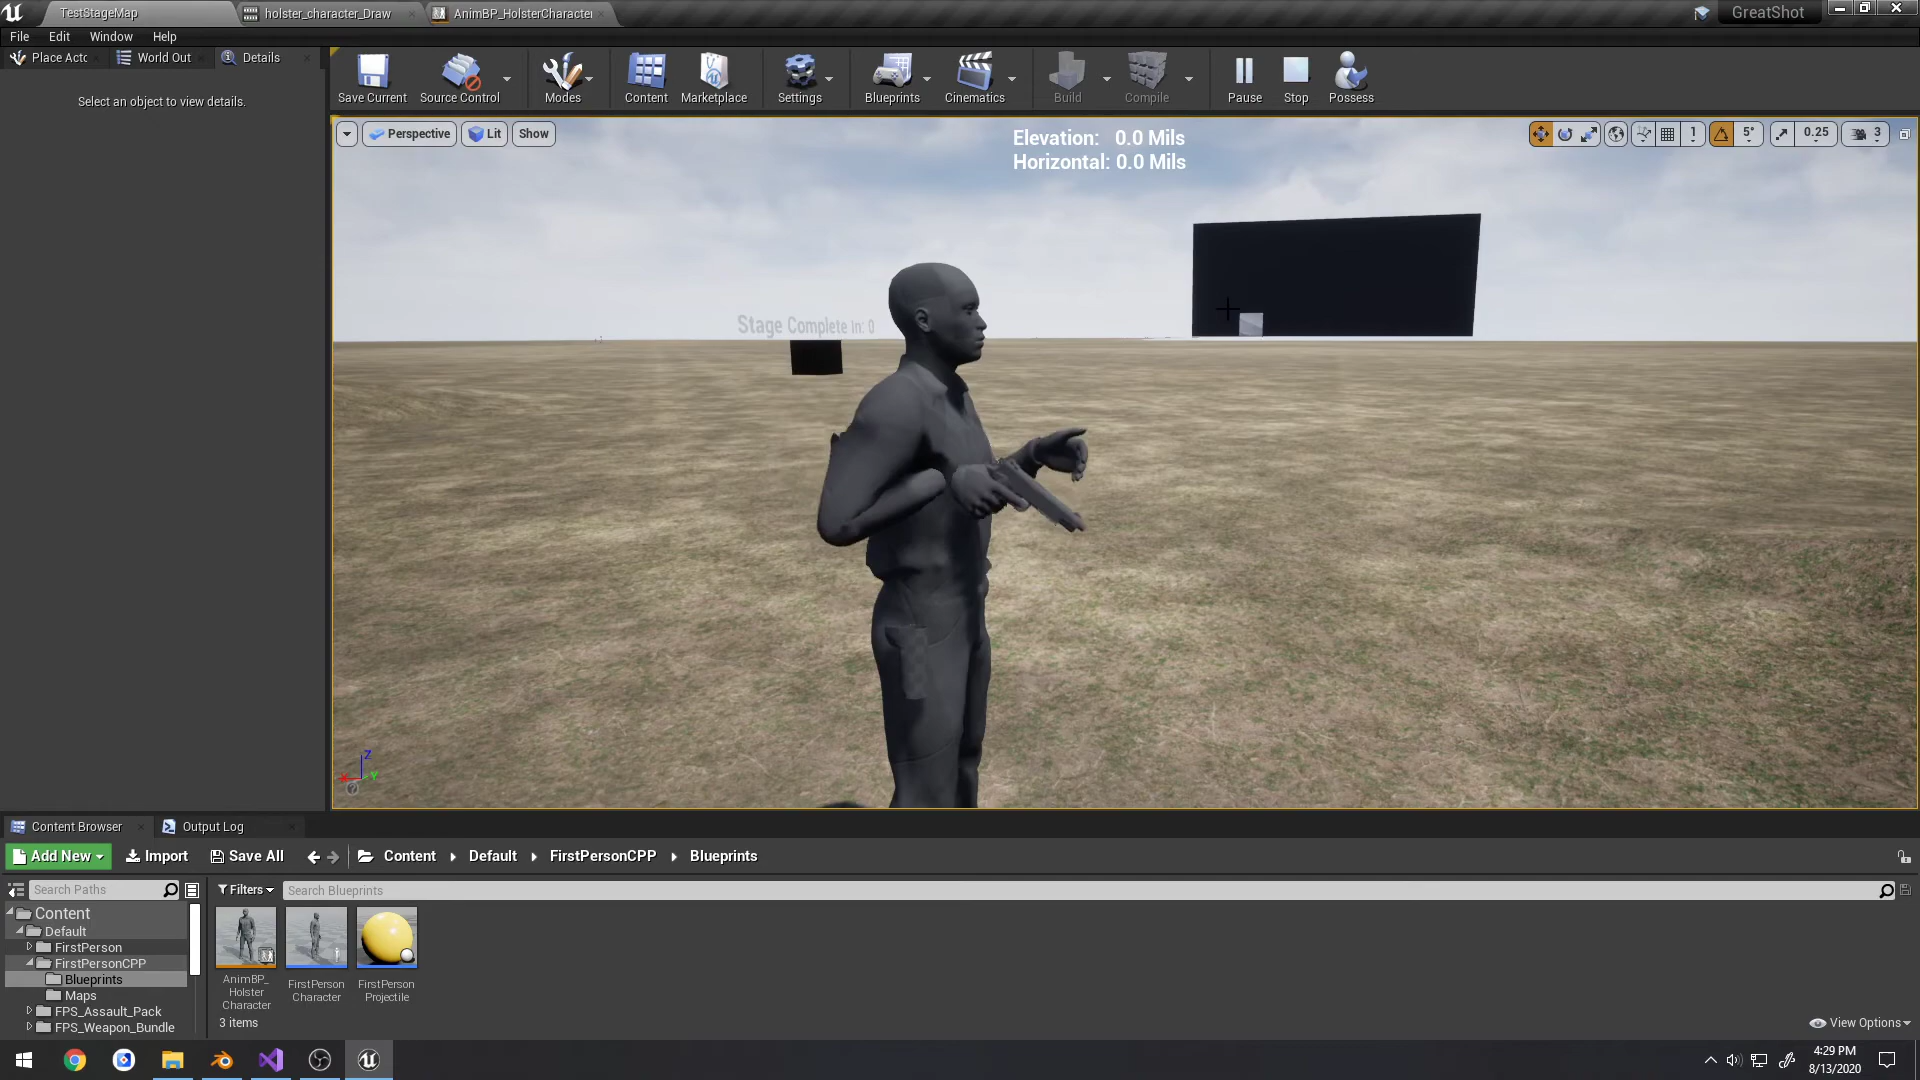 TestStageMap
holster_character_Draw
AnimBP_HolsterCharacter
GreatShot
File
Edit
Window
Help
Place Acto
World Out
Details
Select an object to view details.
Save Current
Source Control
Modes
Content
Marketplace
Settings
Blueprints
Cinematics
Build
Compile
Pause
Stop
Possess
Perspective
Lit
Show
1
5°
0.25
3
Elevation: 0.0 Mils
Horizontal: 0.0 Mils
Stage Complete in: 0
Z
X
Y
Content Browser
Output Log
Add New
Import
Save All
Content
Default
FirstPersonCPP
Blueprints
Search Paths
Filters
Search Blueprints
Content
Default
FirstPerson
FirstPersonCPP
Blueprints
Maps
FPS_Assault_Pack
FPS_Weapon_Bundle
AnimBP_
Holster
Character
FirstPerson
Character
FirstPerson
Projectile
3 items
View Options
4:29 PM
8/13/2020